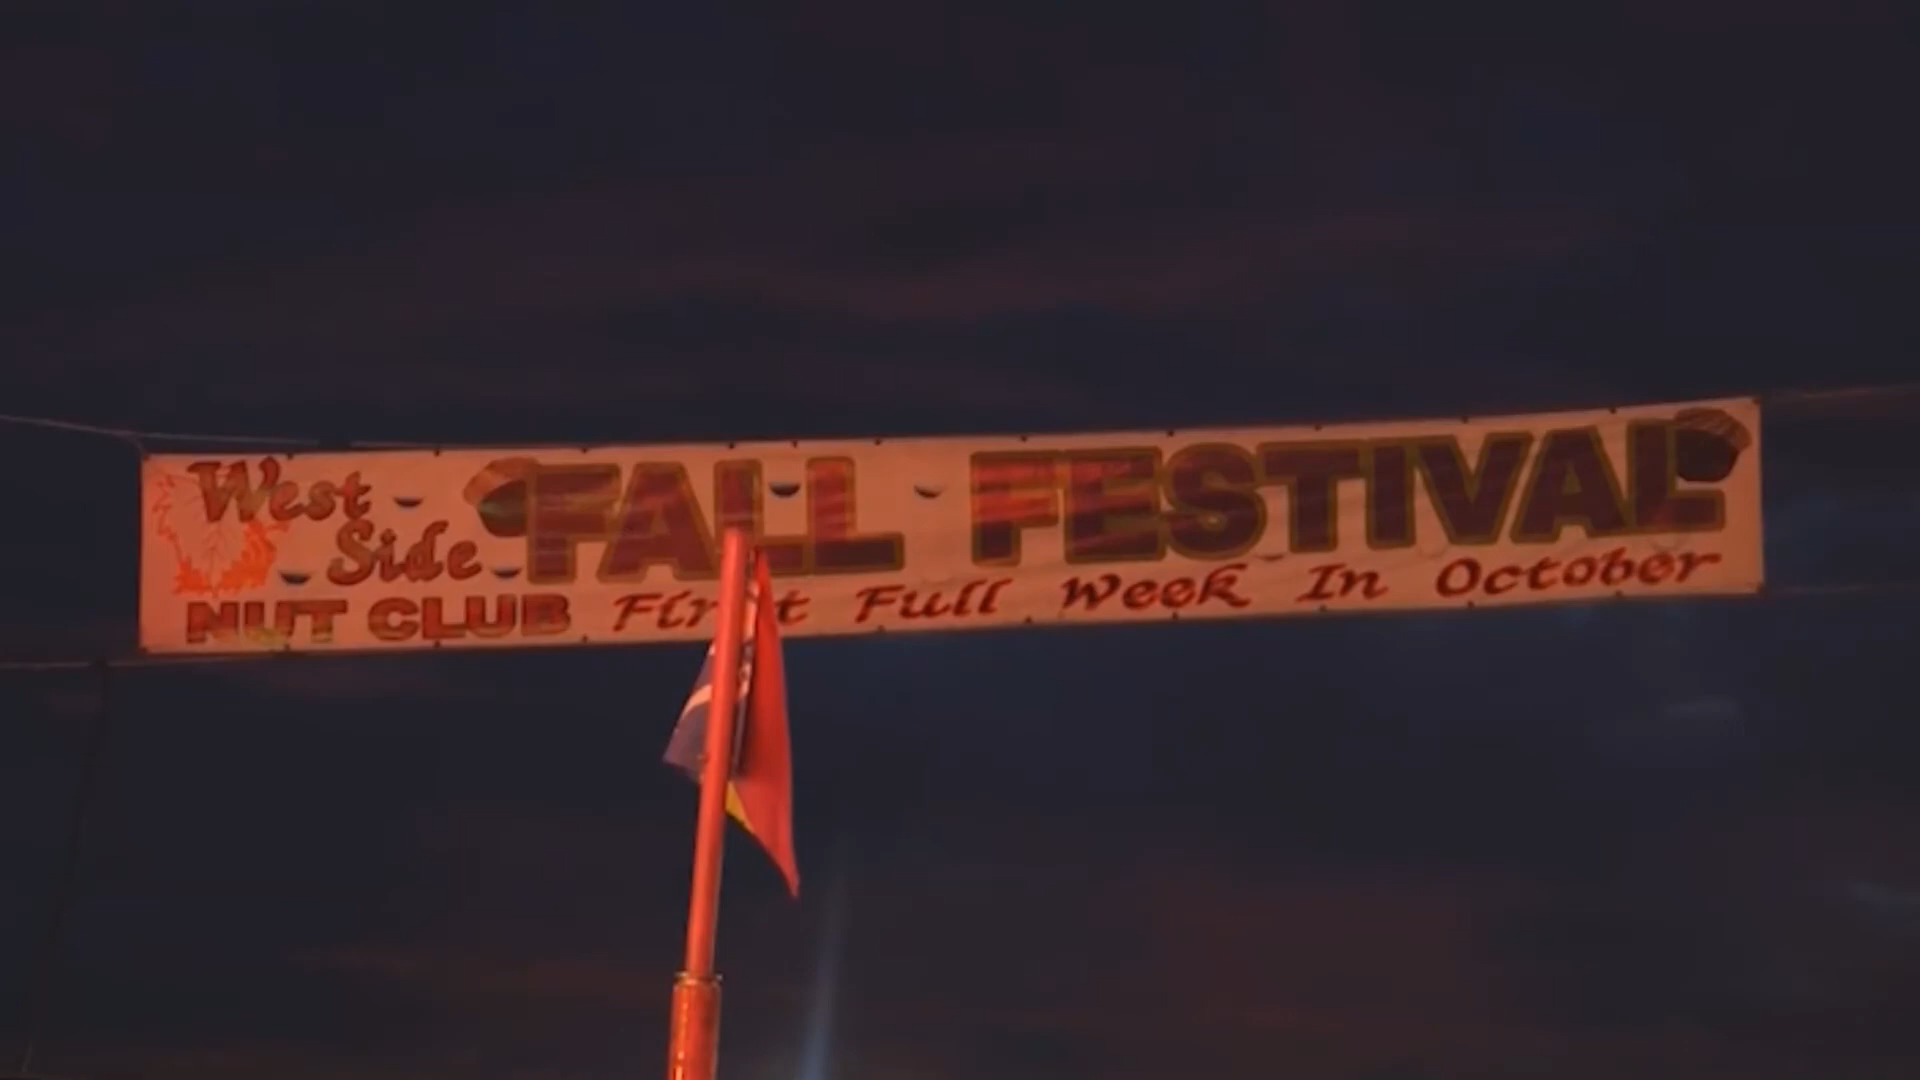 West
Side
NUT CLUB
FALL FESTIVAL
First Full Week In October